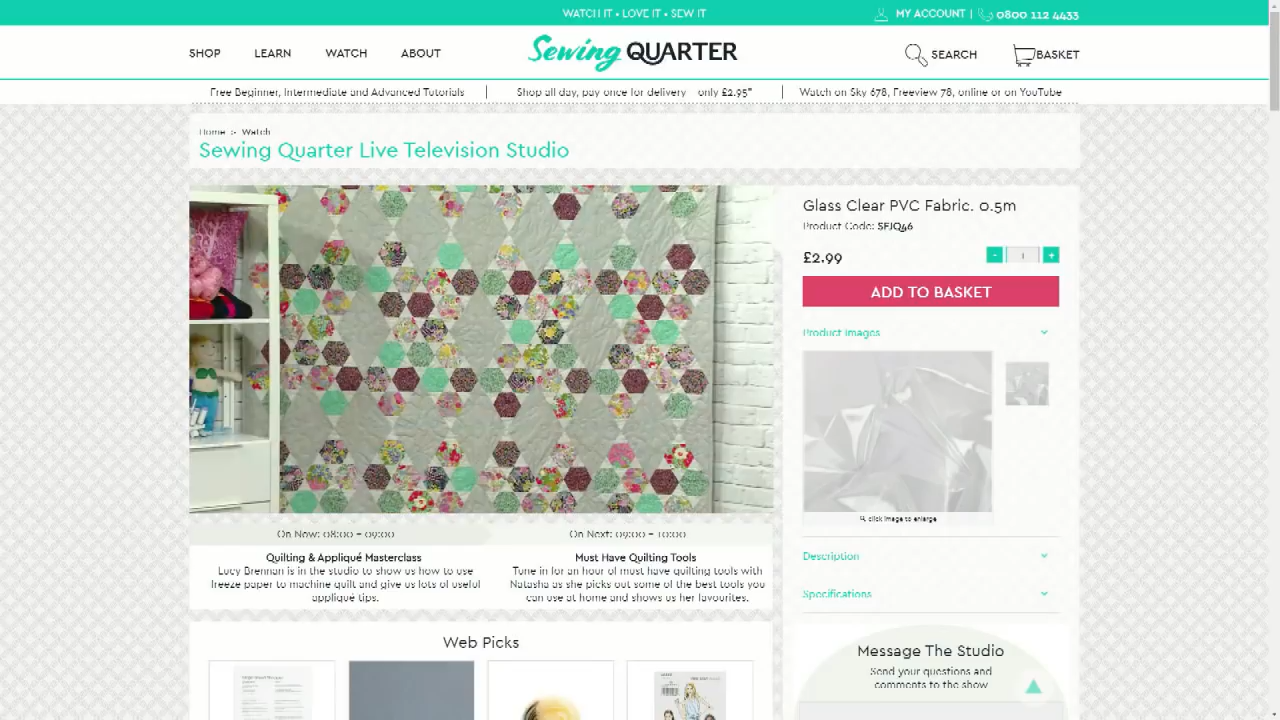 WATCH IT • LOVE IT • SEW IT
MY ACCOUNT | 0800 112 4433
SHOP LEARN WATCH ABOUT
Sewing QUARTER
SEARCH BASKET
Free Beginner, Intermediate and Advanced Tutorials | Shop all day, pay once for delivery only £2.95* | Watch on Sky 678, Freeview 78, online or on YouTube
Home > Watch
Sewing Quarter Live Television Studio
Glass Clear PVC Fabric. 0.5m
Product Code: SFJQ46
£2.99
- 1 +
ADD TO BASKET
Product Images
click image to enlarge
On Now: 08:00 - 09:00
Quilting & Appliqué Masterclass
Lucy Brennan is in the studio to show us how to use
freeze paper to machine quilt and give us lots of useful
appliqué tips.
On Next: 09:00 - 10:00
Must Have Quilting Tools
Tune in for an hour of must have quilting tools with
Natasha as she picks out some of the best tools you
can use at home and shows us her favourites.
Description
Specifications
Web Picks
Message The Studio
Send your questions and
comments to the show